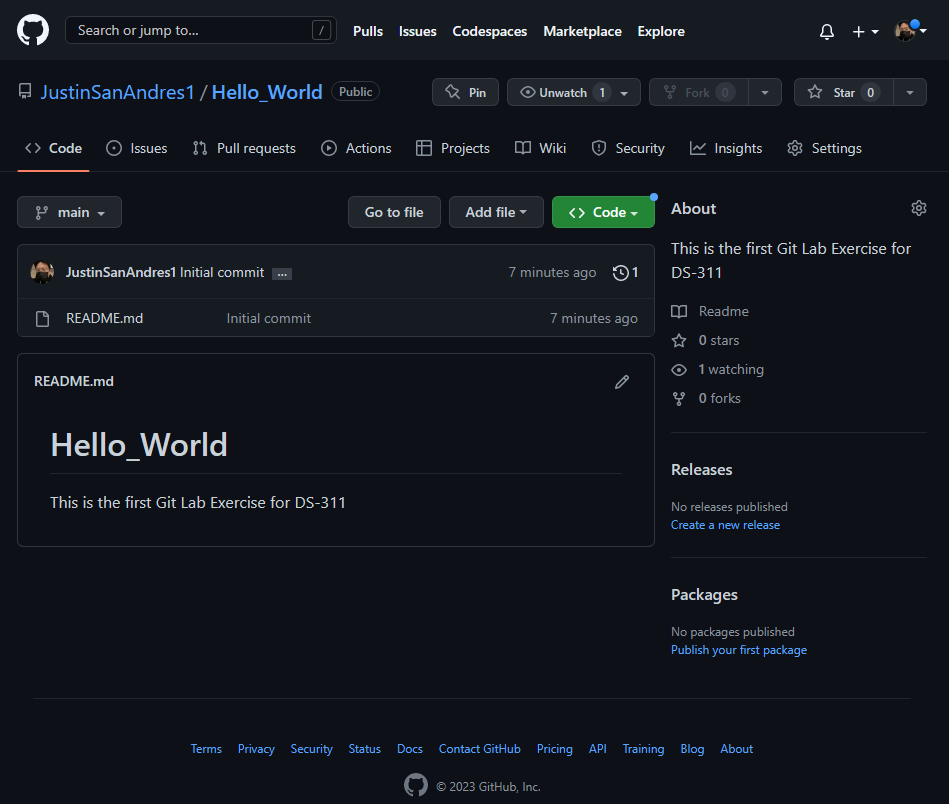 Search or jump to... / Pulls Issues Codespaces Marketplace Explore
JustinSanAndres1 / Hello_World Public Pin Unwatch 1 Fork 0 Star 0
Code Issues Pull requests Actions Projects Wiki Security Insights Settings
main Go to file Add file Code
JustinSanAndres1 Initial commit ... 7 minutes ago 1
README.md Initial commit 7 minutes ago
README.md
Hello_World
This is the first Git Lab Exercise for DS-311
About
This is the first Git Lab Exercise for
DS-311
Readme
0 stars
1 watching
0 forks
Releases
No releases published
Create a new release
Packages
No packages published
Publish your first package
Terms Privacy Security Status Docs Contact GitHub Pricing API Training Blog About
© 2023 GitHub, Inc.